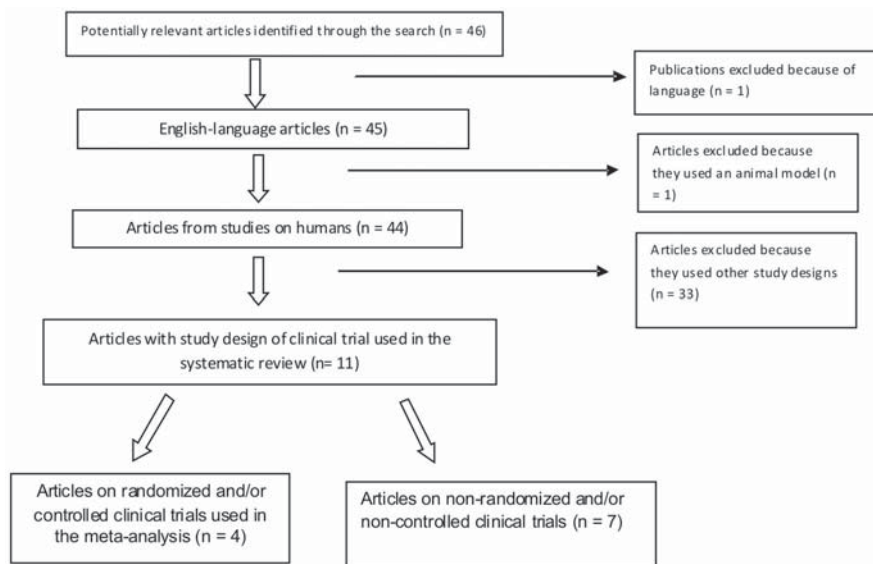 Potentially relevant articles identified through the search (n = 46)
Publications excluded because of
language (n = 1)
English-language articles (n = 45)
Articles excluded because
they used an animal model (n
= 1)
Articles from studies on humans (n = 44)
Articles excluded because
they used other study designs
(n = 33)
Articles with study design of clinical trial used in the
systematic review (n= 11)
Articles on randomized and/or
controlled clinical trials used in
the meta-analysis (n = 4)
Articles on non-randomized and/or
non-controlled clinical trials (n = 7)